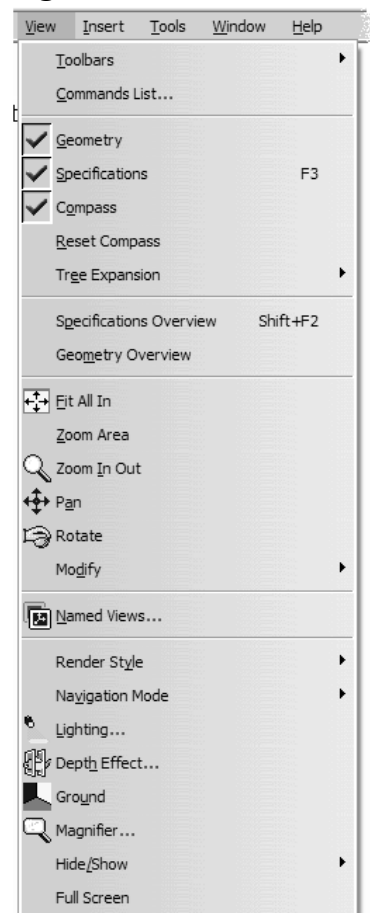 View Insert Tools Window Help
Toolbars
Commands List...
Geometry
Specifications F3
Compass
Reset Compass
Tree Expansion
Specifications Overview Shift+F2
Geometry Overview
Fit All In
Zoom Area
Zoom In Out
Pan
Rotate
Modify
Named Views...
Render Style
Navigation Mode
Lighting...
Depth Effect...
Ground
Magnifier...
Hide/Show
Full Screen